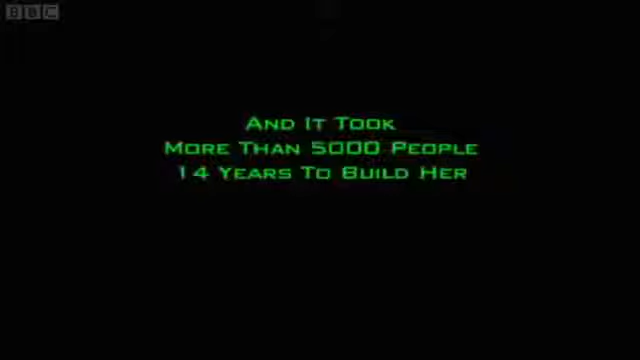 BBC
And It Took
More Than 5000 People
14 Years To Build Her